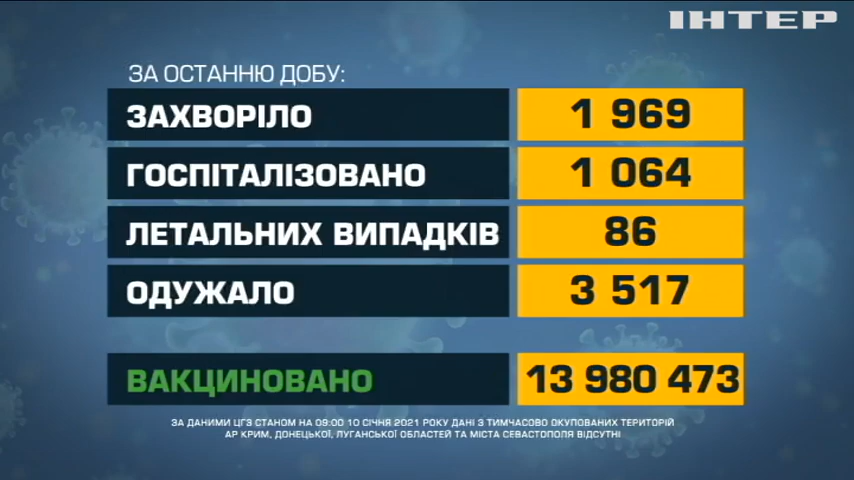 ІНТЕР
ЗА ОСТАННЮ ДОБУ:
ЗАХВОРІЛО 1 969
ГОСПІТАЛІЗОВАНО 1 064
ЛЕТАЛЬНИХ ВИПАДКІВ 86
ОДУЖАЛО 3 517
ВАКЦИНОВАНО 13 980 473
ЗА ДАНИМИ ЦГЗ СТАНОМ НА 09:00 10 СІЧНЯ 2021 РОКУ ДАНІ З ТИМЧАСОВО ОКУПОВАНИХ ТЕРИТОРІЙ
АР КРИМ, ДОНЕЦЬКОЇ, ЛУГАНСЬКОЇ ОБЛАСТЕЙ ТА МІСТА СЕВАСТОПОЛЯ ВІДСУТНІ